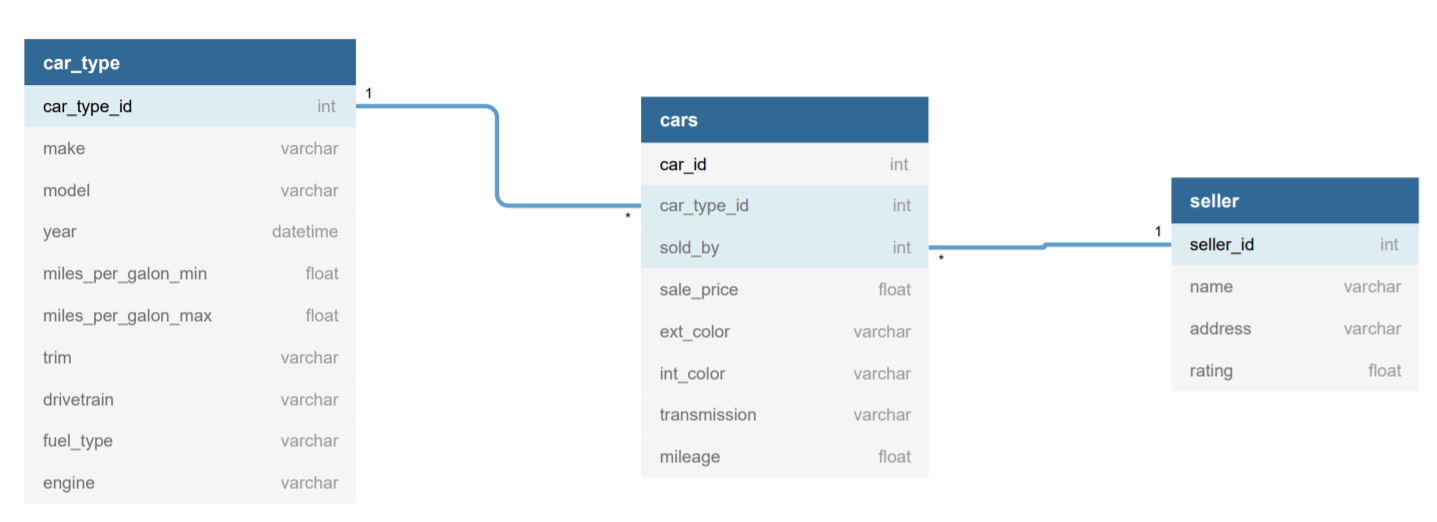 car_type
car_type_id int
make varchar
model varchar
year datetime
miles_per_galon_min float
miles_per_galon_max float
trim varchar
drivetrain varchar
fuel_type varchar
engine varchar
1
*
cars
car_id int
car_type_id int
sold_by int
sale_price float
ext_color varchar
int_color varchar
transmission varchar
mileage float
*
1
seller
seller_id int
name varchar
address varchar
rating float